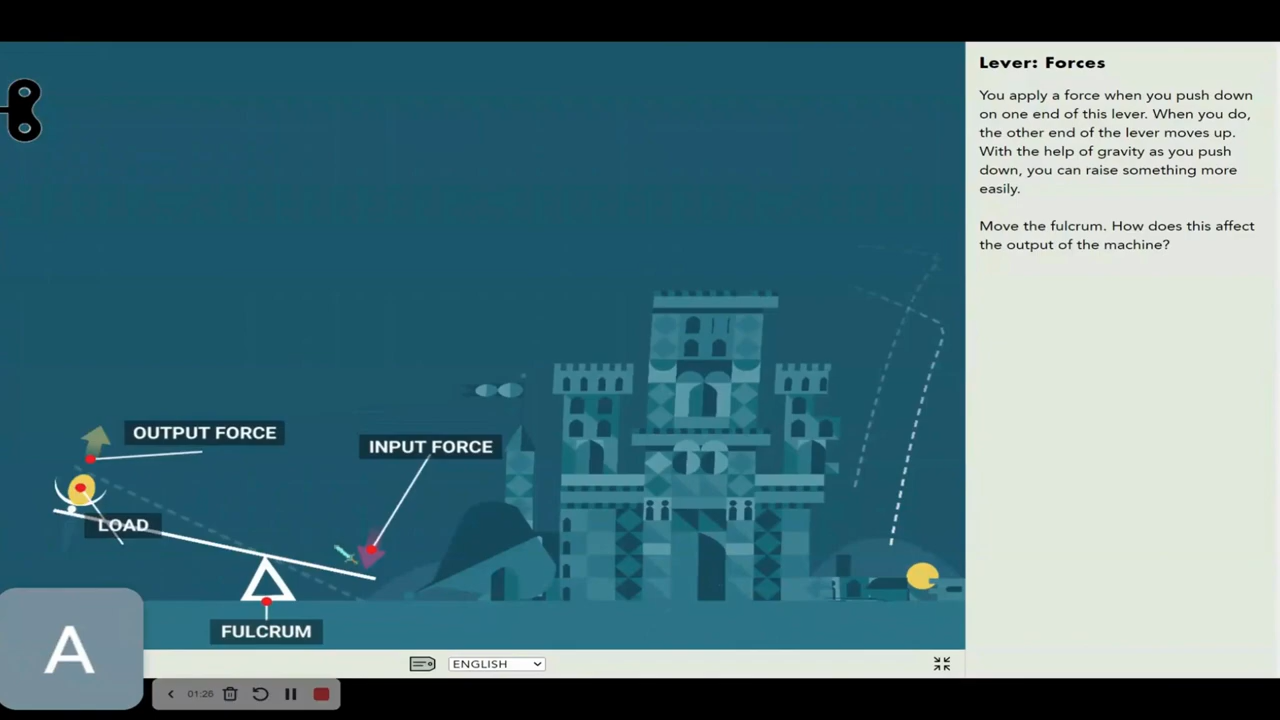 Lever: Forces
You apply a force when you push down
on one end of this lever. When you do,
the other end of the lever moves up.
With the help of gravity as you push
down, you can raise something more
easily.
Move the fulcrum. How does this affect
the output of the machine?
OUTPUT FORCE
INPUT FORCE
LOAD
FULCRUM
A
ENGLISH
01:26